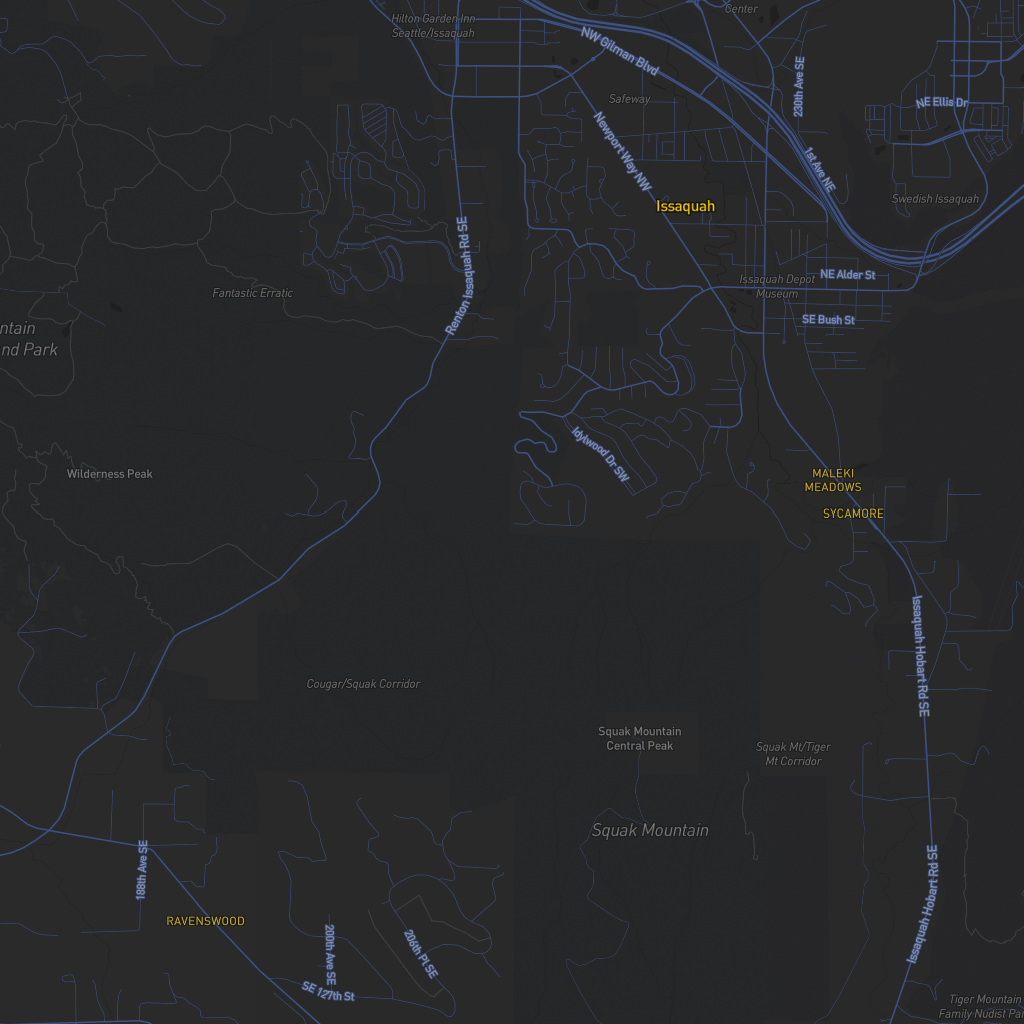 Center
Hilton Garden Inn
Seattle/Issaquah
NW Gilman Blvd
230th Ave SE
Safeway
NE Ellis Dr
Newport Way NW
1st Ave NE
Issaquah
Swedish Issaquah
Renton Issaquah Rd SE
NE Alder St
Issaquah Depot
Museum
Fantastic Erratic
SE Bush St
ntain
nd Park
Idylwood Dr SW
Wilderness Peak
MALEKI
MEADOWS
SYCAMORE
Issaquah Hobart Rd SE
Cougar/Squak Corridor
Squak Mountain
Central Peak
Squak Mt/Tiger
Mt Corridor
Squak Mountain
188th Ave SE
Issaquah Hobart Rd SE
RAVENSWOOD
200th Ave SE
206th Pl SE
SE 127th St
Tiger Mountain
Family Nudist Par